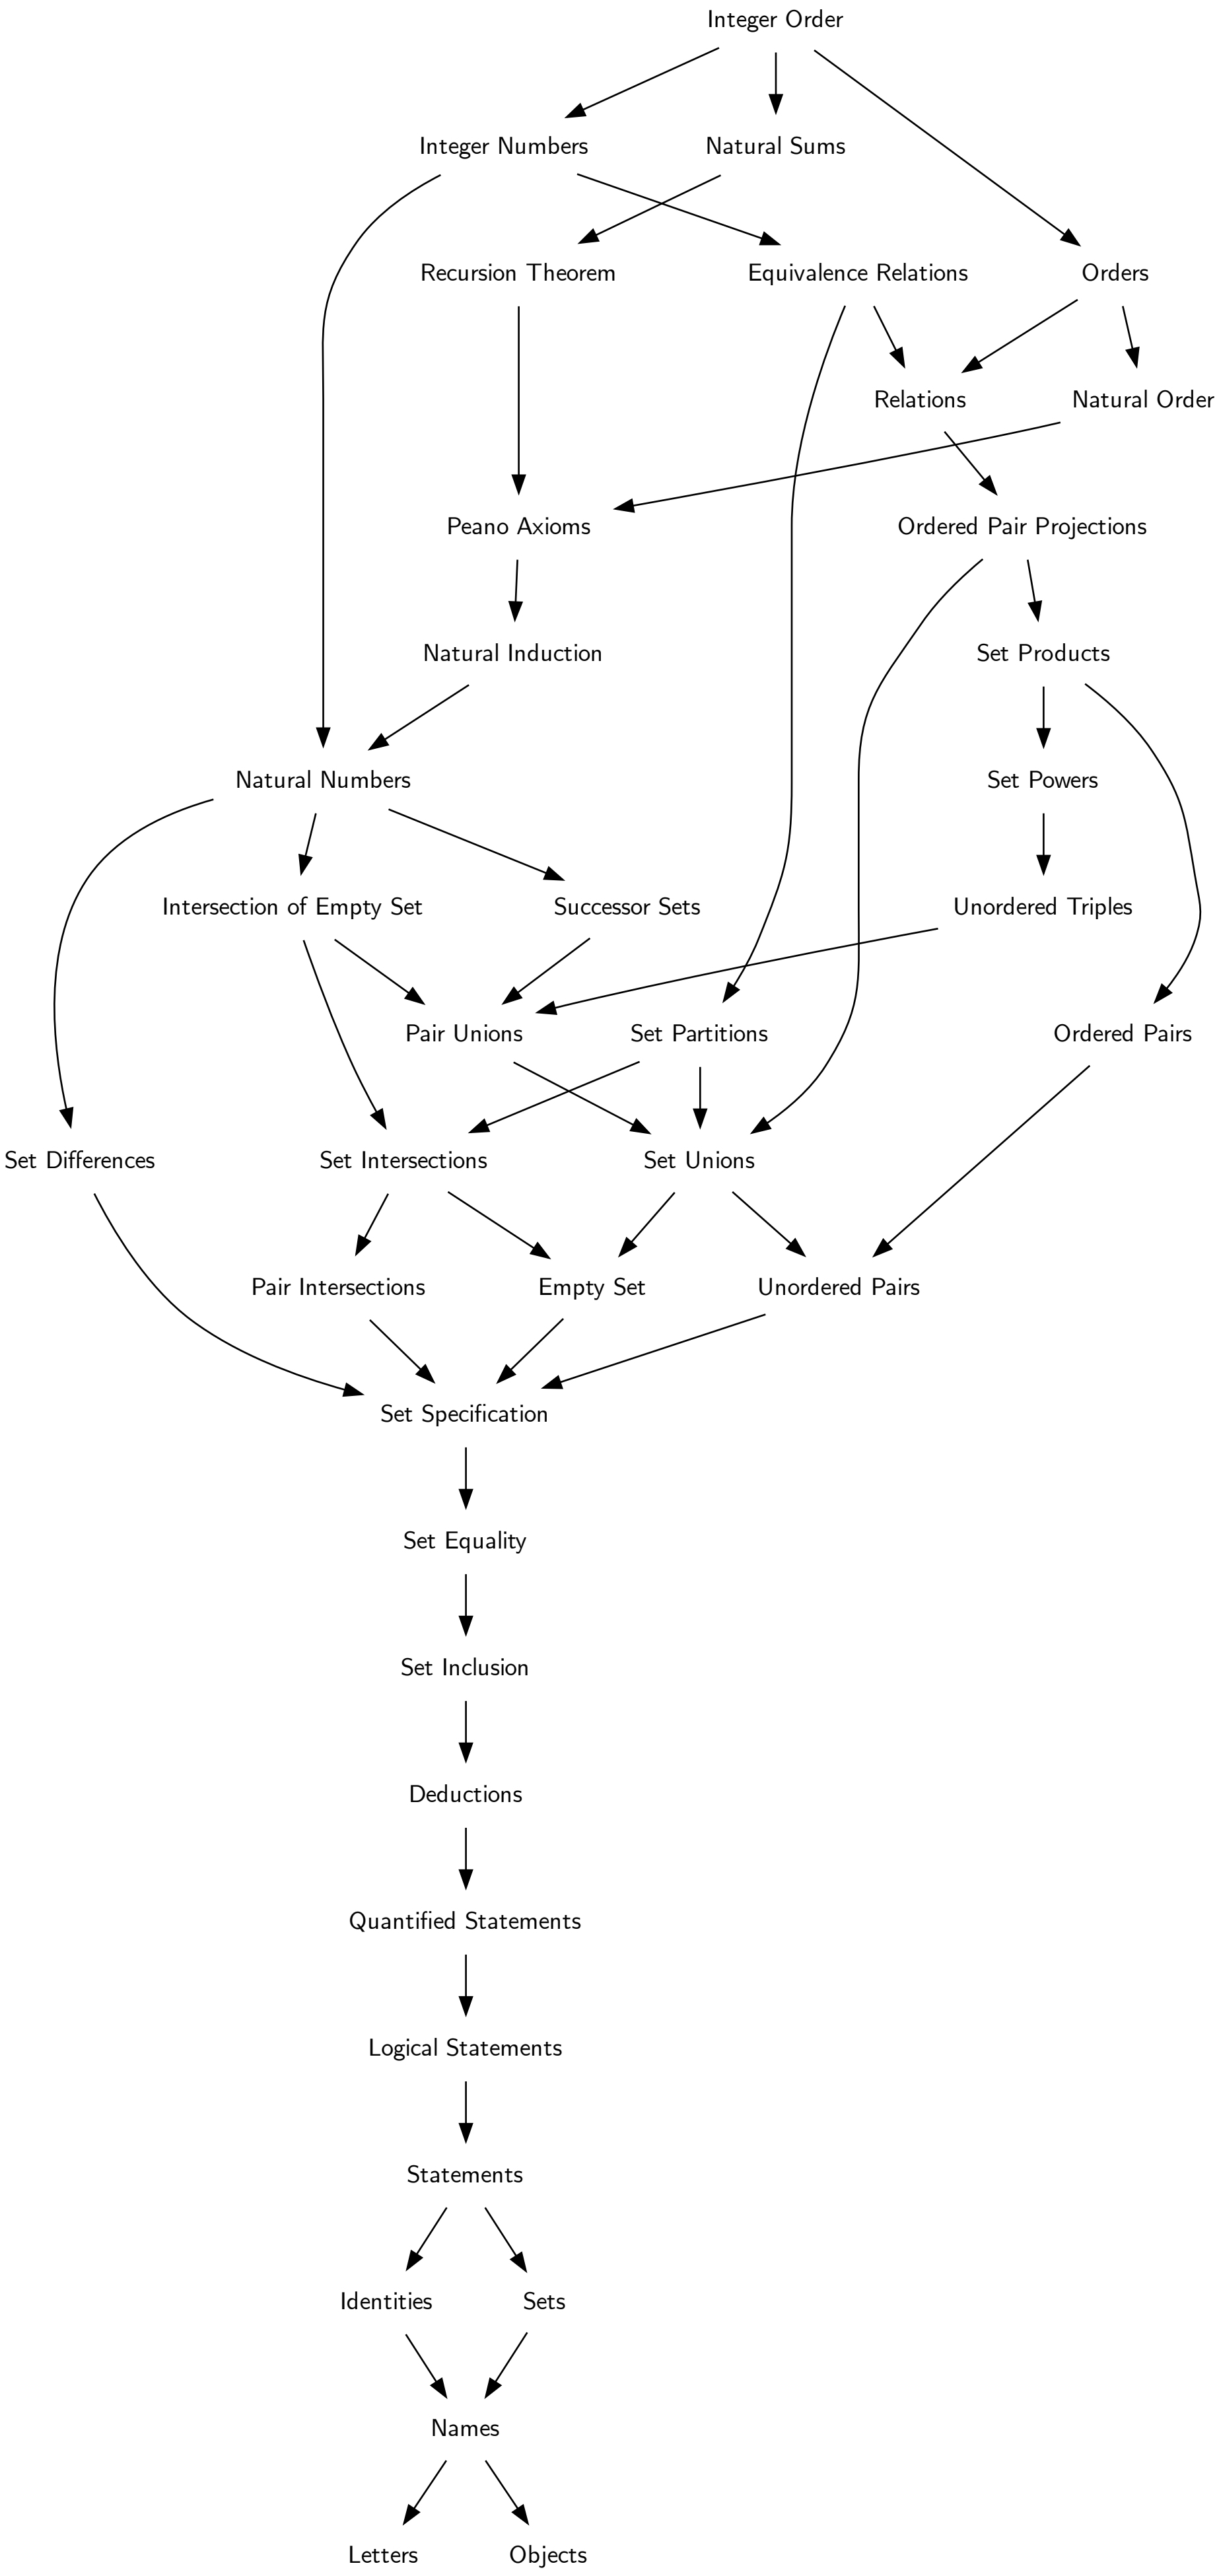 Integer Order
Integer Numbers
Natural Sums
Recursion Theorem
Equivalence Relations
Orders
Relations
Natural Order
Peano Axioms
Ordered Pair Projections
Natural Induction
Set Products
Natural Numbers
Set Powers
Intersection of Empty Set
Successor Sets
Unordered Triples
Pair Unions
Set Partitions
Ordered Pairs
Set Differences
Set Intersections
Set Unions
Pair Intersections
Empty Set
Unordered Pairs
Set Specification
Set Equality
Set Inclusion
Deductions
Quantified Statements
Logical Statements
Statements
Identities
Sets
Names
Letters
Objects